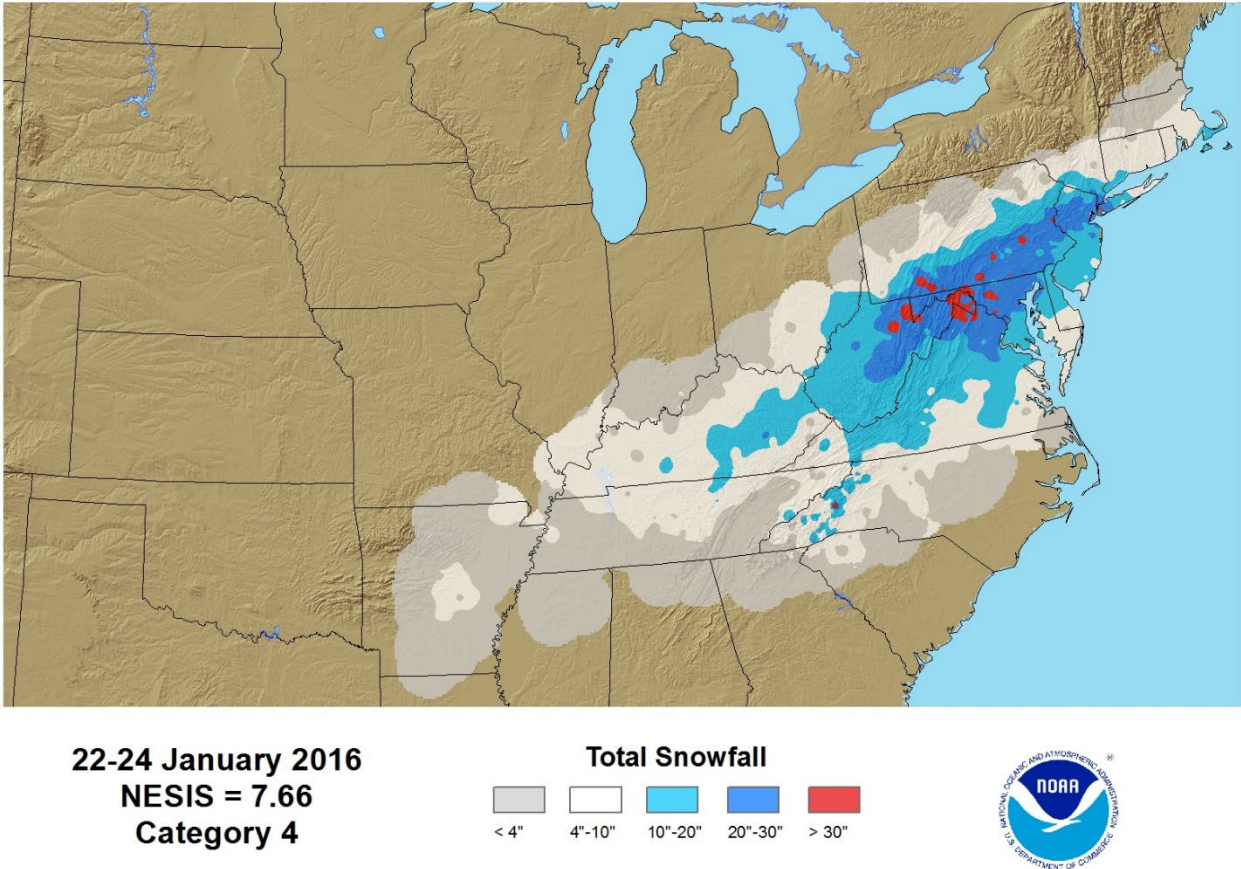 22-24 January 2016
NESIS = 7.66
Category 4
Total Snowfall
< 4"
4"-10"
10"-20"
20"-30"
> 30"
NATIONAL OCEANIC AND ATMOSPHERIC ADMINISTRATION
®
NOAA
U.S. DEPARTMENT OF COMMERCE